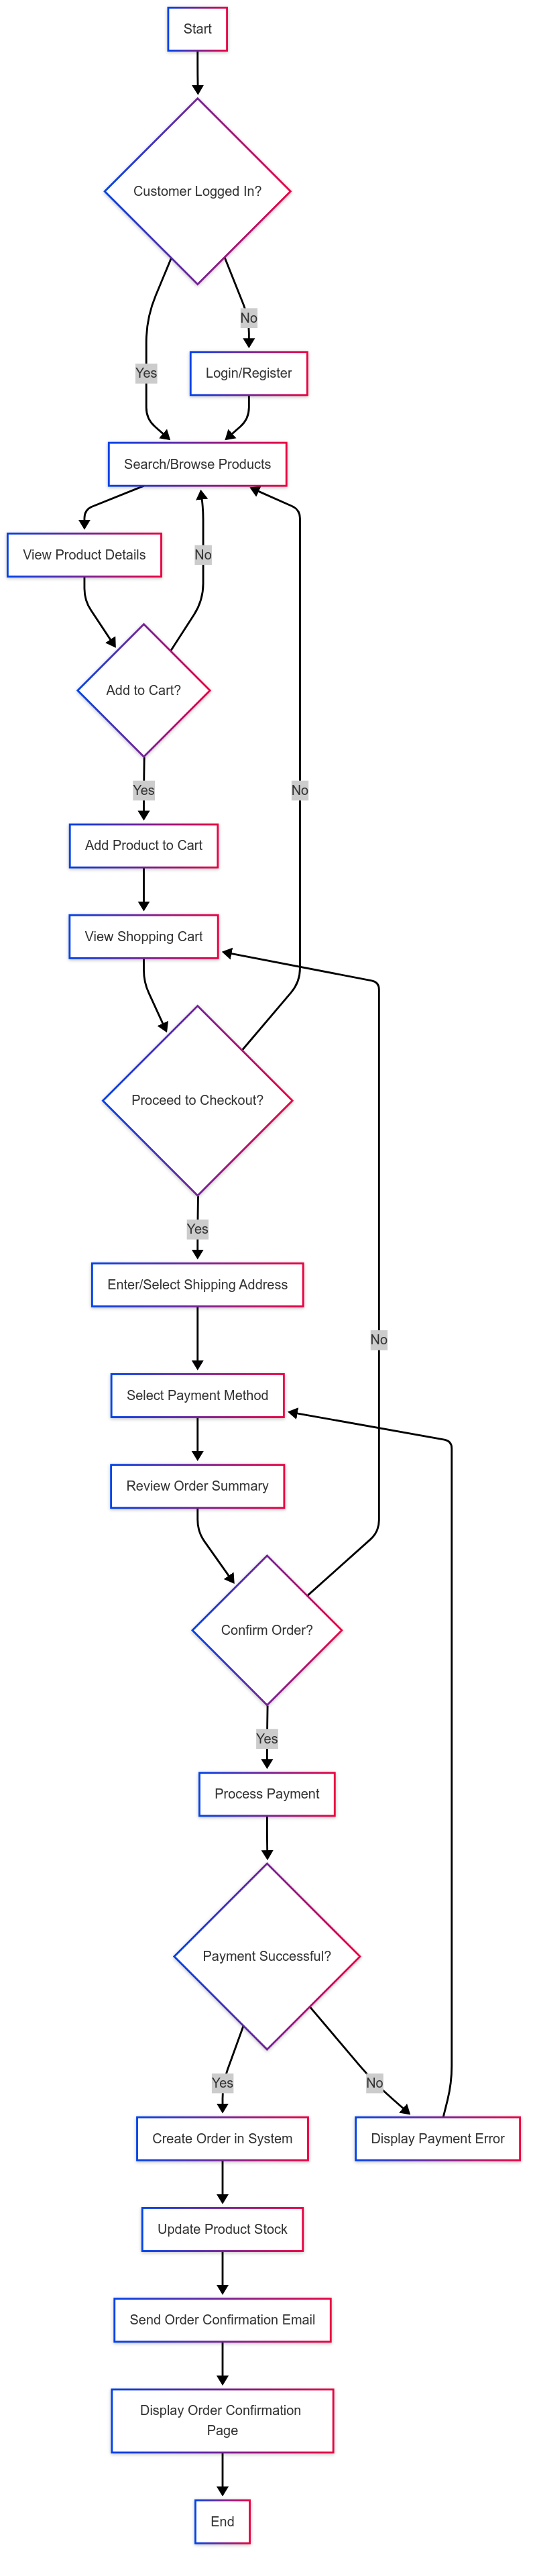 Start
Customer Logged In?
No
Yes
Login/Register
Search/Browse Products
View Product Details
No
Add to Cart?
Yes
No
Add Product to Cart
View Shopping Cart
Proceed to Checkout?
Yes
Enter/Select Shipping Address
No
Select Payment Method
Review Order Summary
Confirm Order?
Yes
Process Payment
Payment Successful?
Yes
No
Create Order in System
Display Payment Error
Update Product Stock
Send Order Confirmation Email
Display Order Confirmation
Page
End